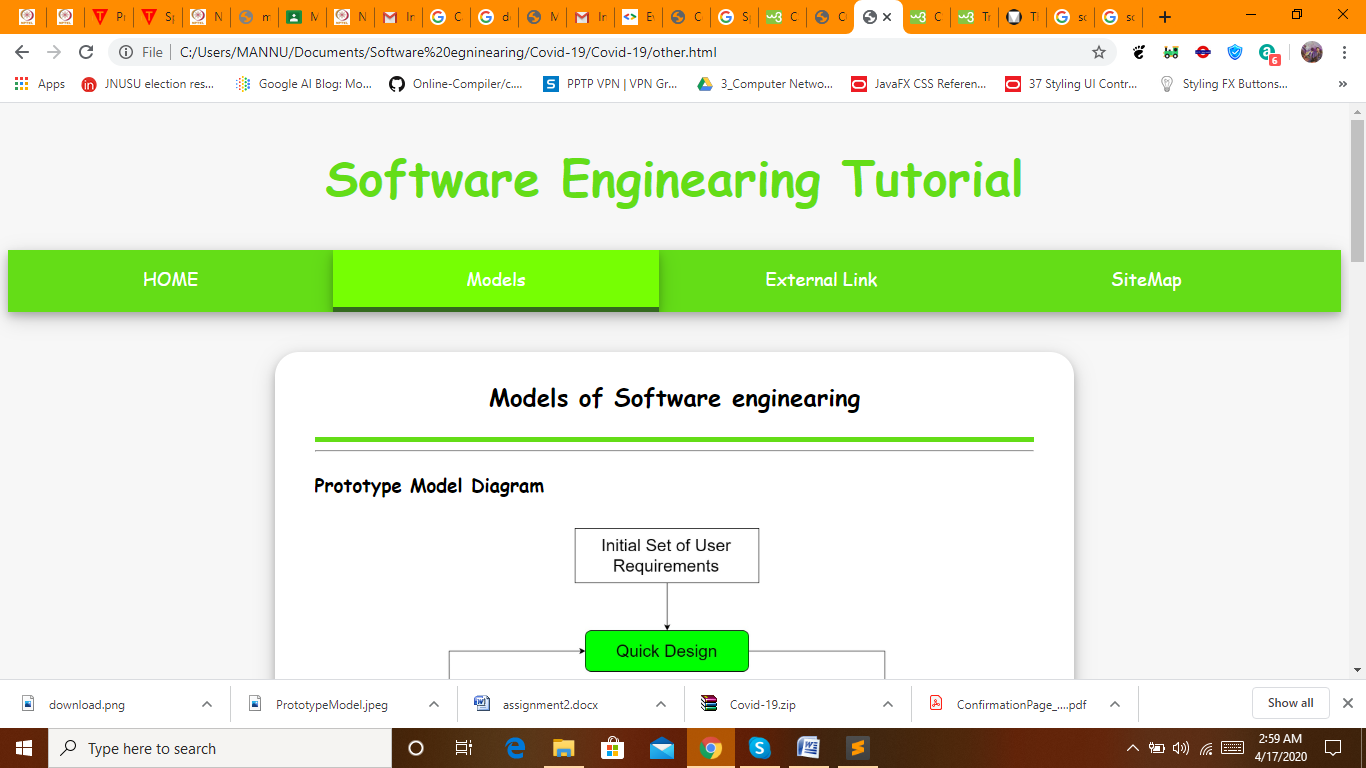 File
C:/Users/MANNU/Documents/Software%20egninearing/Covid-19/Covid-19/other.html
6
Apps
JNUSU election res...
Google AI Blog: Mo...
Online-Compiler/c....
PPTP VPN | VPN Gr...
3_Computer Netwo...
JavaFX CSS Referen...
37 Styling UI Contr...
Styling FX Buttons...
»
Software Enginearing Tutorial
HOME
Models
External Link
SiteMap
Models of Software enginearing
Prototype Model Diagram
Initial Set of User
Requirements
Quick Design
download.png
PrototypeModel.jpeg
assignment2.docx
Covid-19.zip
ConfirmationPage_....pdf
Show all
Type here to search
2:59 AM
4/17/2020